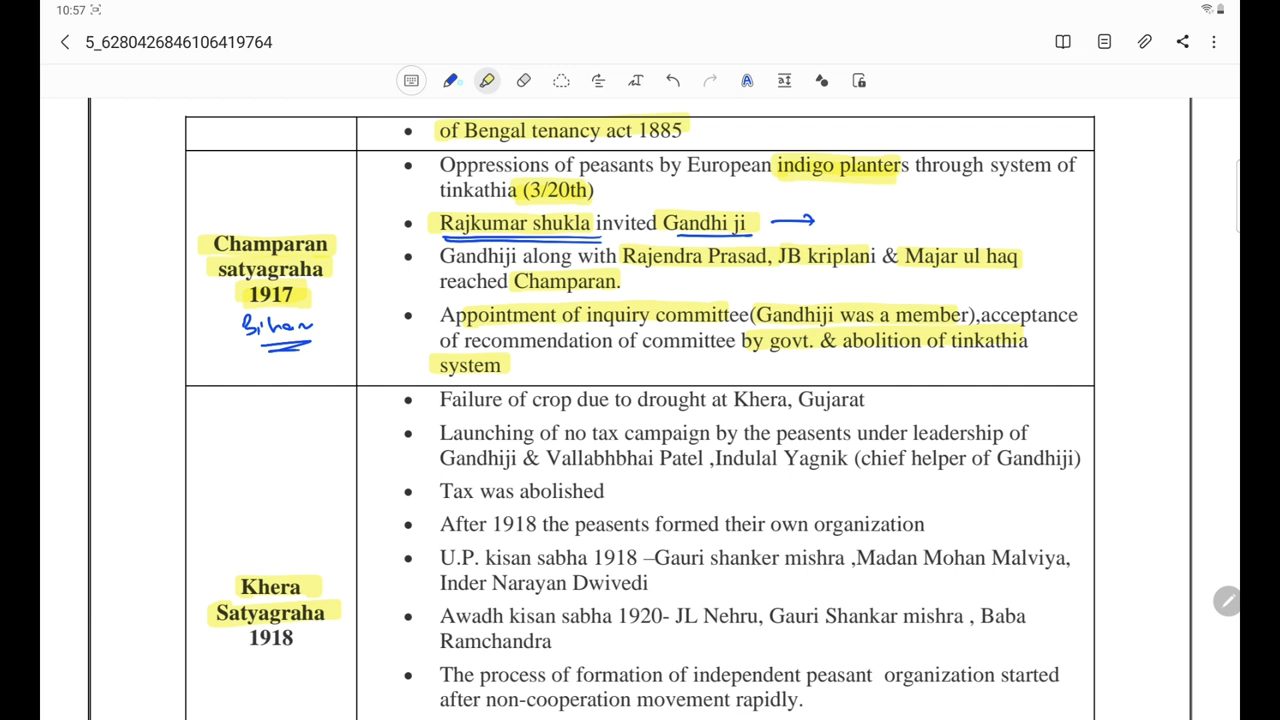 10:57
5_6280426846106419764
of Bengal tenancy act 1885
Champaran
satyagraha
1917
Bihar
Oppressions of peasants by European indigo planters through system of
tinkathia (3/20th)
Rajkumar shukla invited Gandhi ji
Gandhiji along with Rajendra Prasad, JB kriplani & Majar ul haq
reached Champaran.
Appointment of inquiry committee(Gandhiji was a member),acceptance
of recommendation of committee by govt. & abolition of tinkathia
system
Khera
Satyagraha
1918
Failure of crop due to drought at Khera, Gujarat
Launching of no tax campaign by the peasents under leadership of
Gandhiji & Vallabhbhai Patel ,Indulal Yagnik (chief helper of Gandhiji)
Tax was abolished
After 1918 the peasents formed their own organization
U.P. kisan sabha 1918 –Gauri shanker mishra ,Madan Mohan Malviya,
Inder Narayan Dwivedi
Awadh kisan sabha 1920- JL Nehru, Gauri Shankar mishra , Baba
Ramchandra
The process of formation of independent peasant organization started
after non-cooperation movement rapidly.